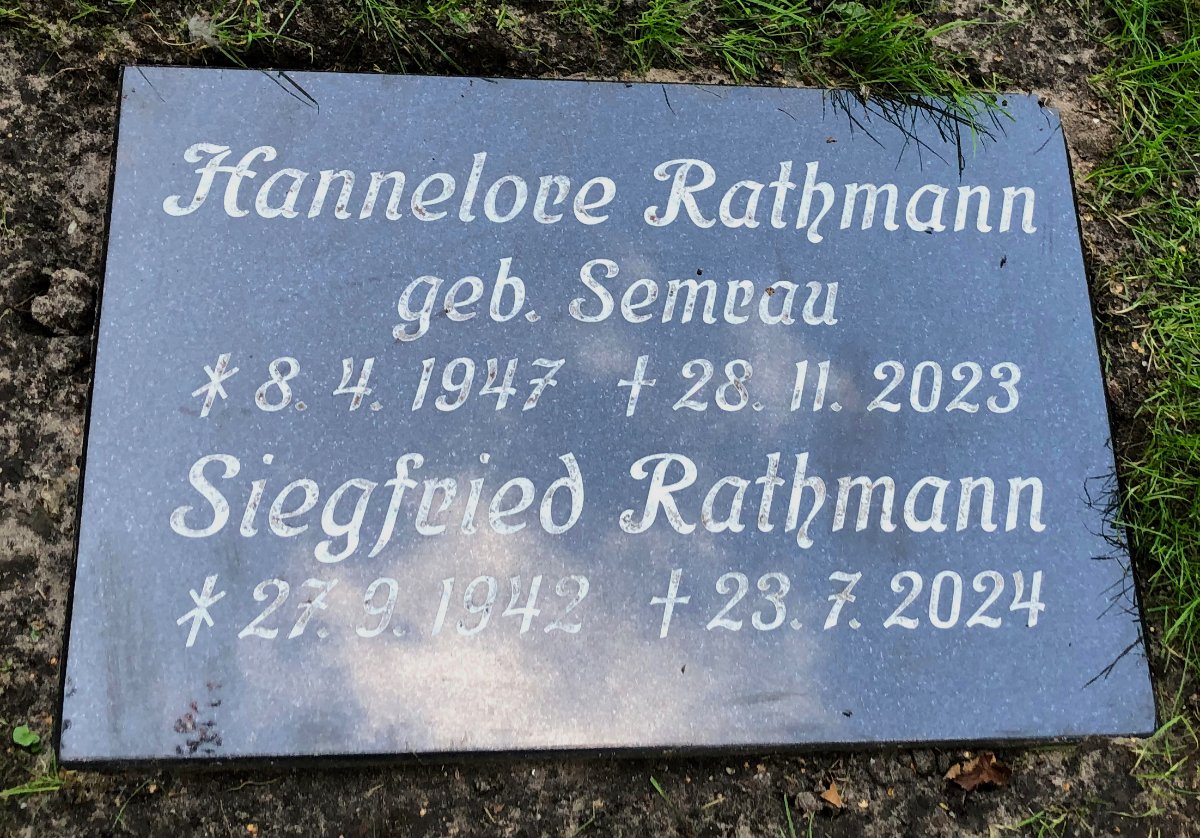 Hannelore Rathmann
geb. Semrau
* 8. 4. 1947 † 28. 11. 2023
Siegfried Rathmann
* 27. 9. 1942 † 23. 7. 2024